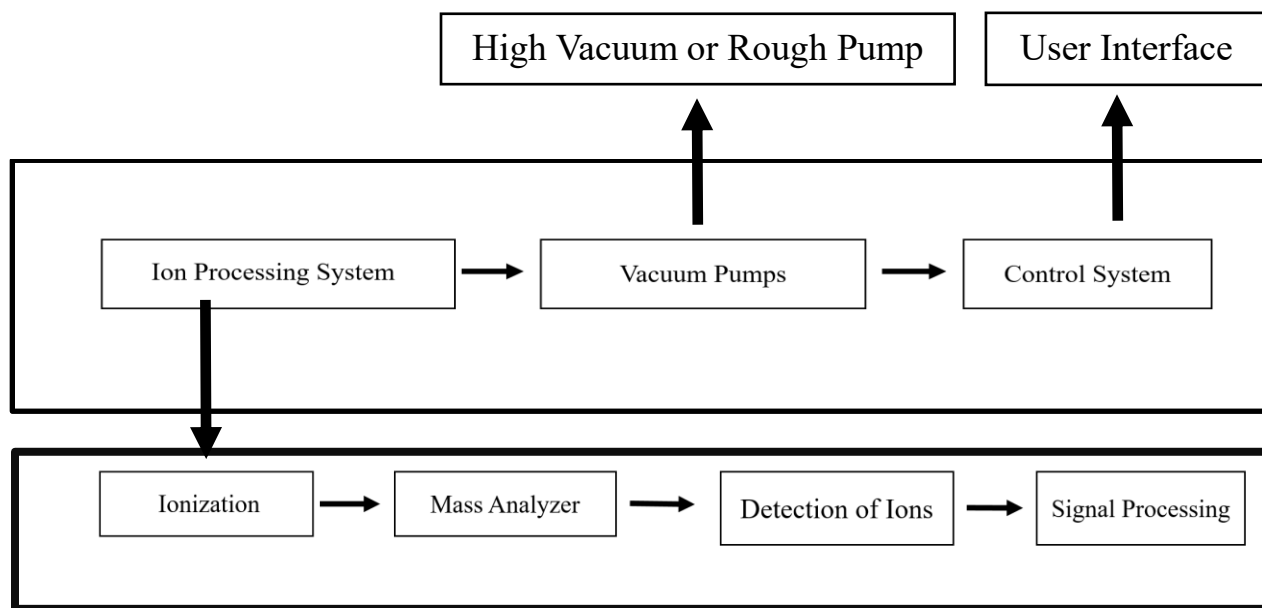 High Vacuum or Rough Pump
User Interface
Ion Processing System
Vacuum Pumps
Control System
Ionization
Mass Analyzer
Detection of Ions
Signal Processing